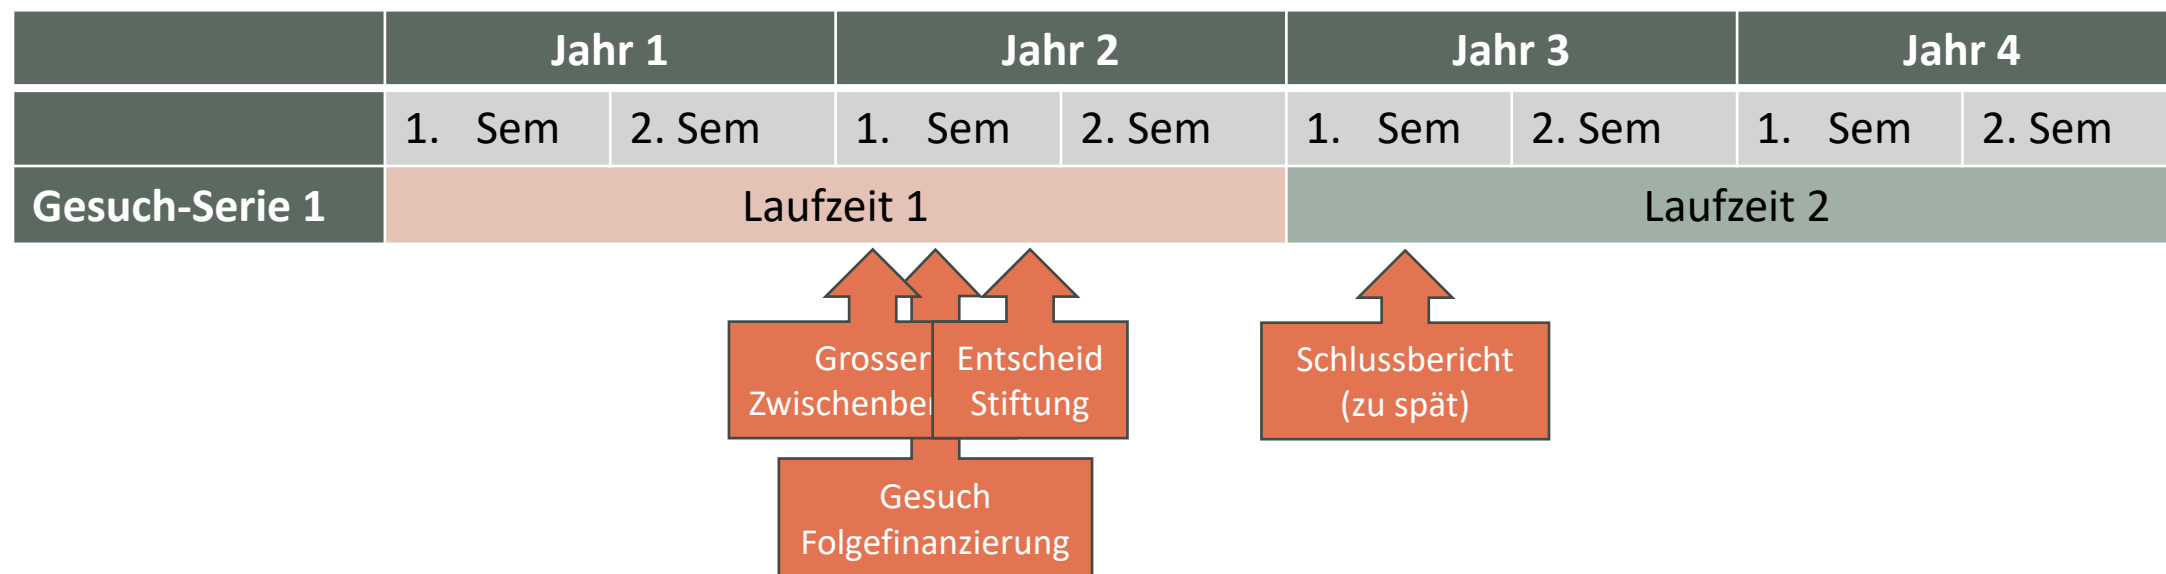 Jahr 1 Jahr 2 Jahr 3 Jahr 4
1. Sem 2. Sem 1. Sem 2. Sem 1. Sem 2. Sem 1. Sem 2. Sem
Gesuch-Serie 1 Laufzeit 1 Laufzeit 2
Grosser
Zwischenber
Entscheid
Stiftung
Schlussbericht
(zu spät)
Gesuch
Folgefinanzierung